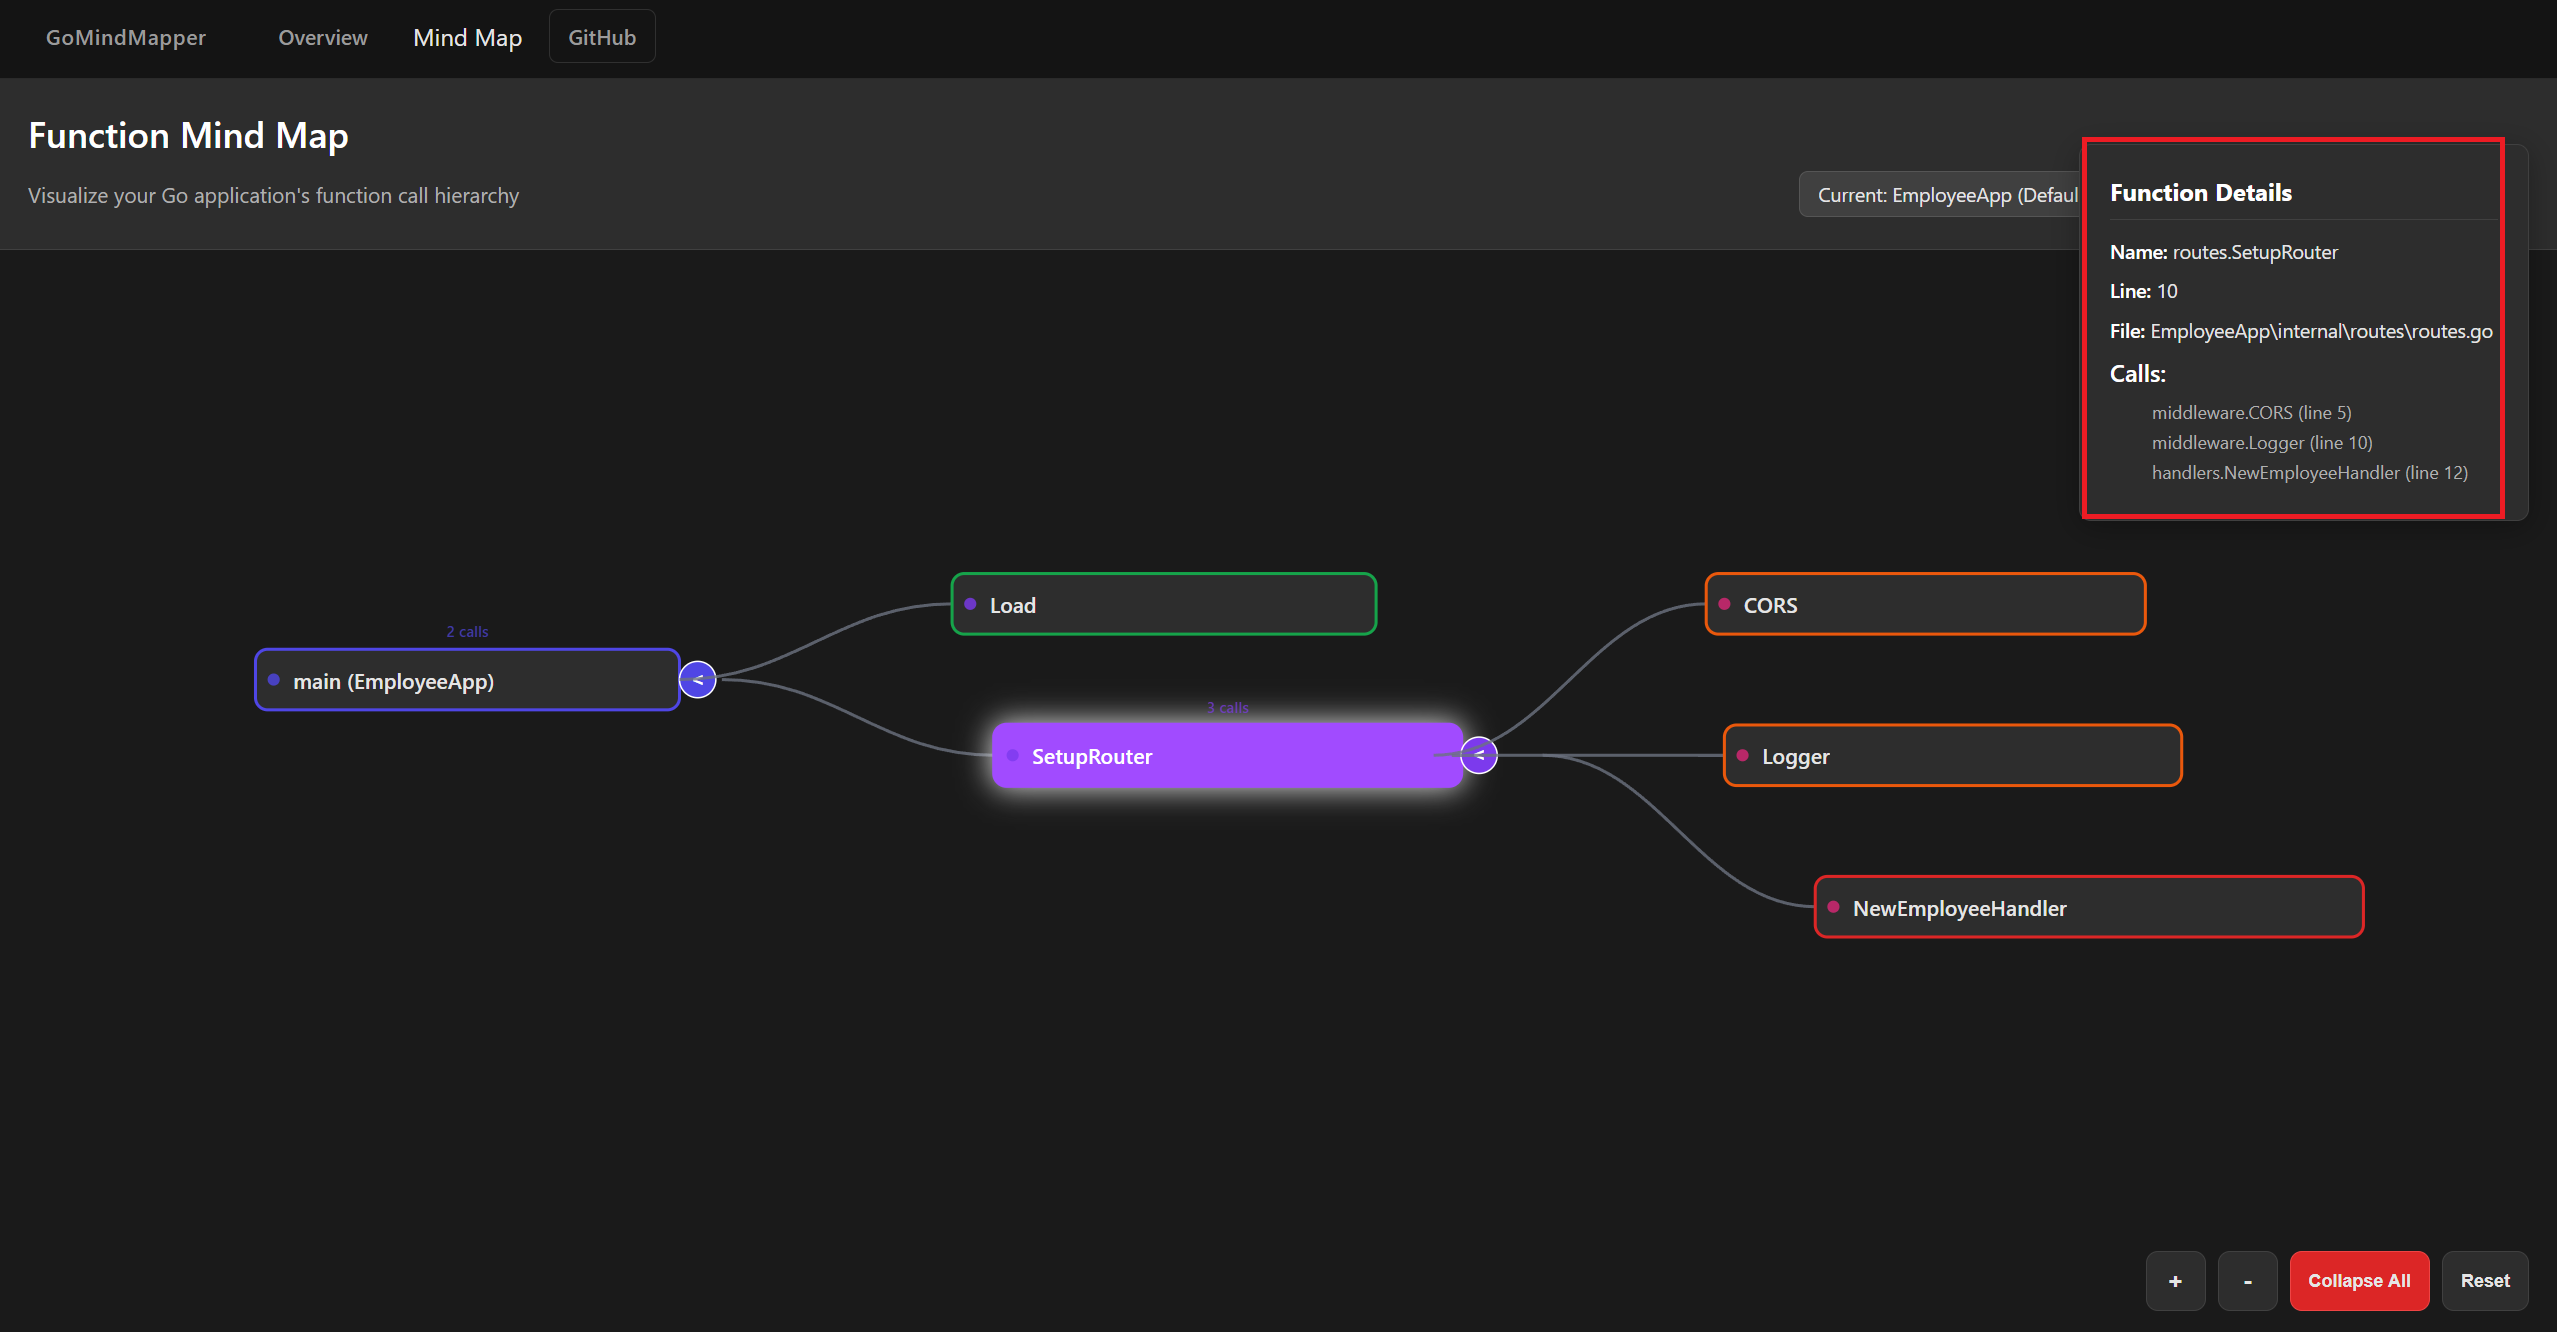 GoMindMapper
Overview
Mind Map
GitHub
Function Mind Map
Visualize your Go application's function call hierarchy
Current: EmployeeApp (Defaul
Function Details
Name: routes.SetupRouter
Line: 10
File: EmployeeApp\internal\routes\routes.go
Calls:
middleware.CORS (line 5)
middleware.Logger (line 10)
handlers.NewEmployeeHandler (line 12)
Load
CORS
2 calls
main (EmployeeApp)
<
3 calls
SetupRouter
<
Logger
NewEmployeeHandler
+
-
Collapse All
Reset